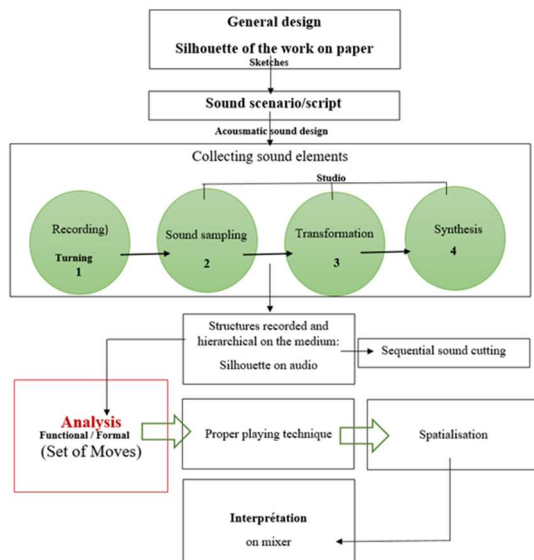 General design
Silhouette of the work on paper
Sketches
Sound scenario/script
Acousmatic sound design
Collecting sound elements
Studio
Recording)
Turning
1
Sound sampling
2
Transformation
3
Synthesis
4
Structures recorded and
hierarchical on the medium:
Silhouette on audio
Sequential sound cutting
Analysis
Functional / Formal
(Set of Moves)
Proper playing technique
Spatialisation
Interprétation
on mixer